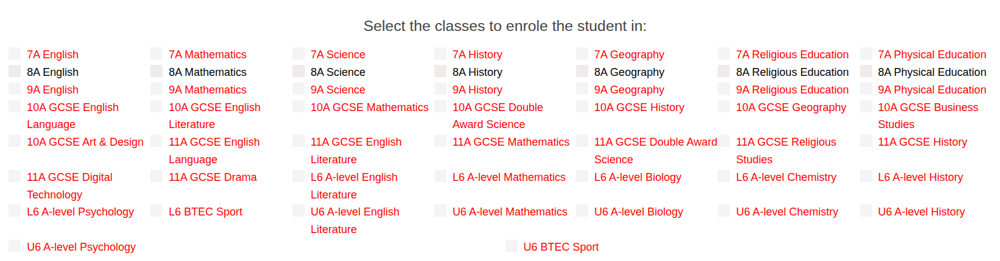 Select the classes to enrole the student in:
7A English
7A Mathematics
7A Science
7A History
7A Geography
7A Religious Education
7A Physical Education
8A English
8A Mathematics
8A Science
8A History
8A Geography
8A Religious Education
8A Physical Education
9A English
9A Mathematics
9A Science
9A History
9A Geography
9A Religious Education
9A Physical Education
10A GCSE English
Language
10A GCSE English
Literature
10A GCSE Mathematics
10A GCSE Double
Award Science
10A GCSE History
10A GCSE Geography
10A GCSE Business
Studies
10A GCSE Art & Design
11A GCSE English
Language
11A GCSE English
Literature
11A GCSE Mathematics
11A GCSE Double Award
Science
11A GCSE Religious
Studies
11A GCSE History
11A GCSE Digital
Technology
11A GCSE Drama
L6 A-level English
Literature
L6 A-level Mathematics
L6 A-level Biology
L6 A-level Chemistry
L6 A-level History
L6 A-level Psychology
L6 BTEC Sport
U6 A-level English
Literature
U6 A-level Mathematics
U6 A-level Biology
U6 A-level Chemistry
U6 A-level History
U6 A-level Psychology
U6 BTEC Sport